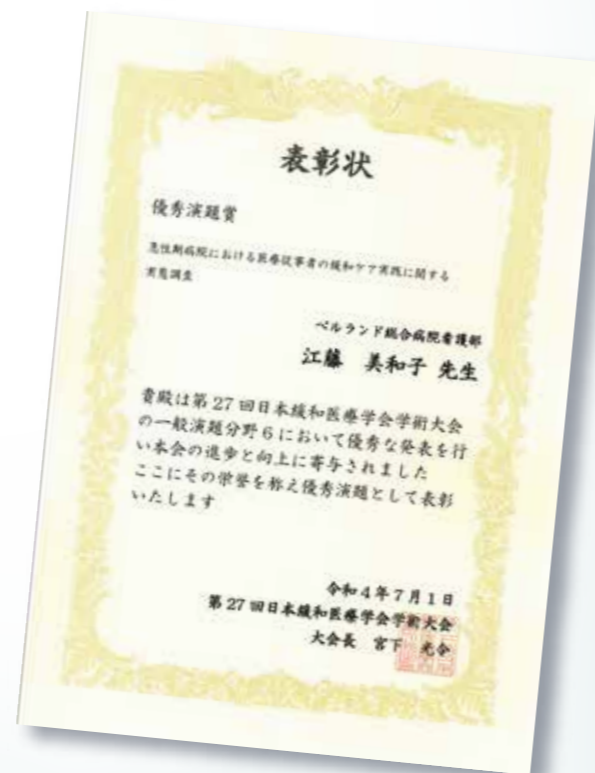 表彰状
優秀演題賞
急性期病院における医療従事者の緩和ケア実践に関する
実態調査
ベルランド総合病院看護部
江藤 美和子 先生
貴殿は第27回日本緩和医療学会学術大会
の一般演題分野6において優秀な発表を行
い本会の進歩と向上に寄与されました
ここにその栄誉を称え優秀演題として表彰
いたします
令和4年7月1日
第27回日本緩和医療学会学術大会
大会長 宮下 光令